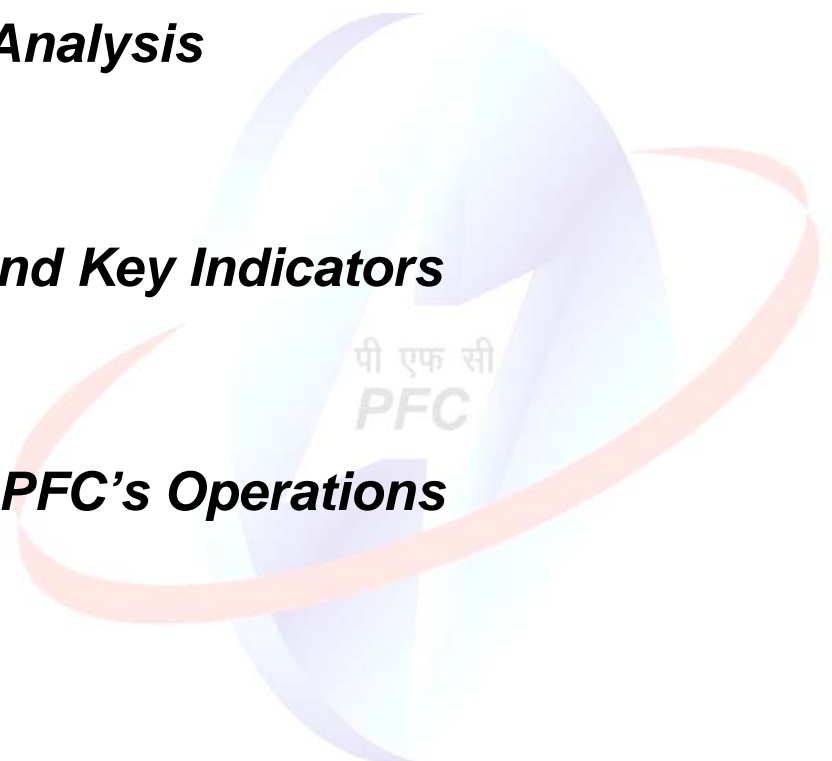 Analysis
nd Key Indicators
पी एफ सी
PFC
PFC’s Operations